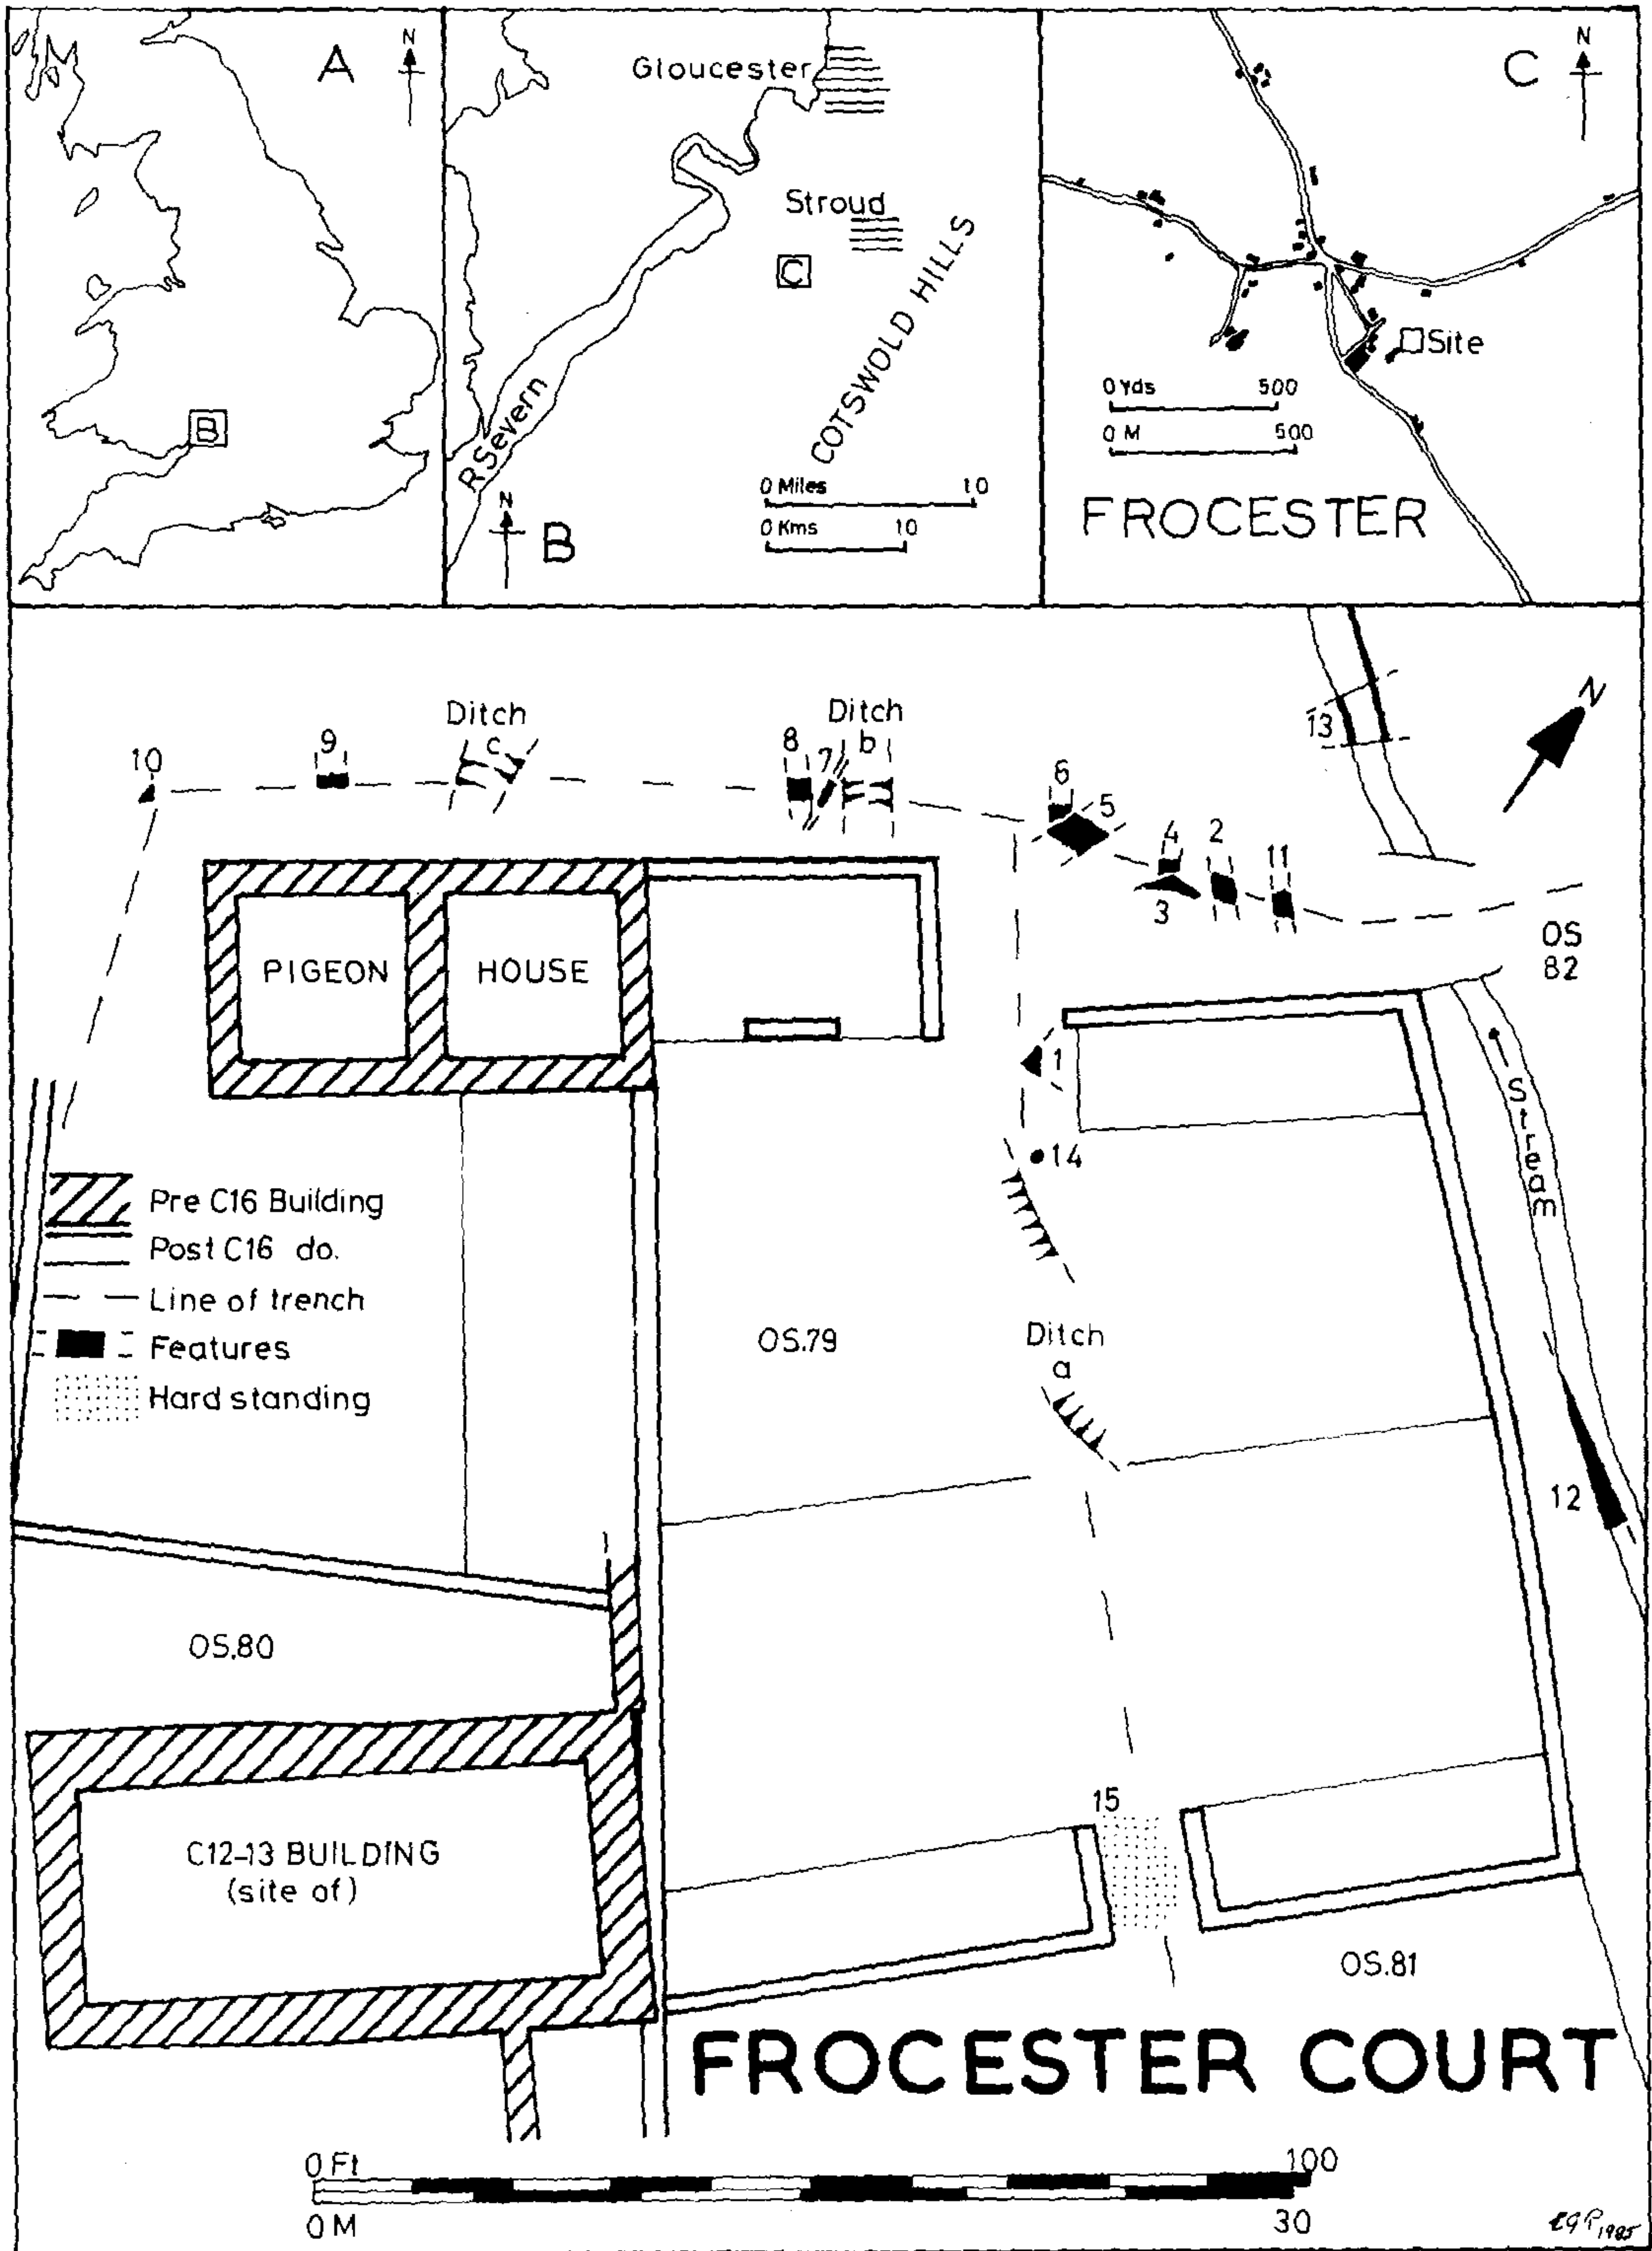 A
N
B
Gloucester
Stroud
C
COTSWOLD HILLS
R Severn
N
B
0 Miles 10
0 Kms 10
C
N
Site
0 Yds 500
0 M 500
FROCESTER
10
9
Ditch
c
8
7
Ditch
b
6
5
4
3
2
11
13
N
OS
82
PIGEON HOUSE
1
14
Stream
Pre C16 Building
Post C16 do.
Line of trench
Features
Hard standing
OS.79
Ditch
a
12
OS.80
15
C12-13 BUILDING
(site of)
OS.81
FROCESTER COURT
0 Ft 100
0 M 30
EGP 1985